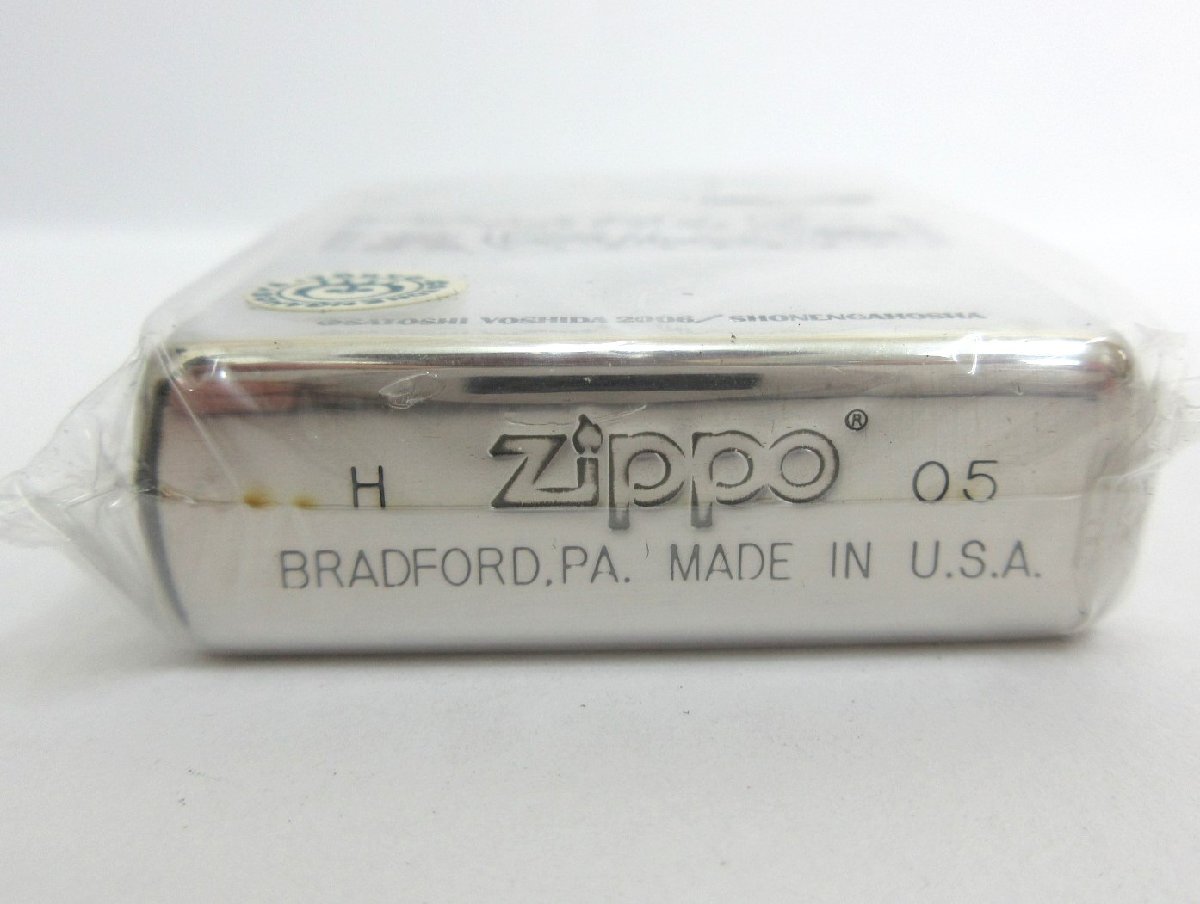 ©SATOSHI YOSHIDA 2006/ SHONENGAHOSHA
H zippo® 05
BRADFORD,PA. MADE IN U.S.A.